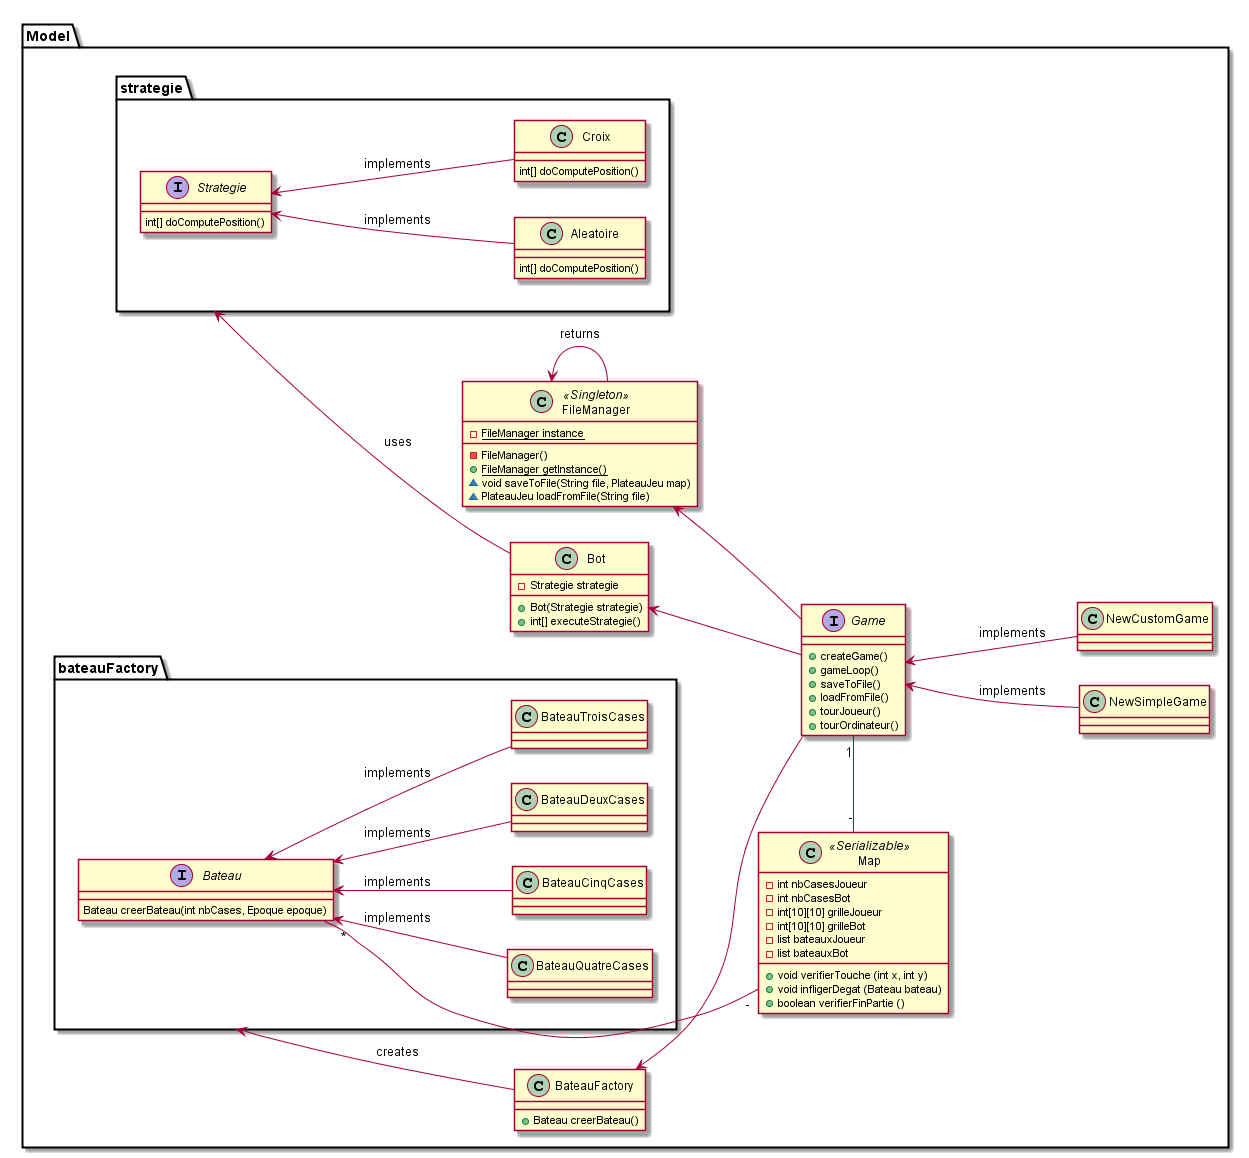 Model
strategie
Croix
int[] doComputePosition()
implements
Strategie
int[] doComputePosition()
implements
Aleatoire
int[] doComputePosition()
returns
«Singleton»
FileManager
FileManager instance
FileManager()
FileManager getInstance()
void saveToFile(String file, PlateauJeu map)
PlateauJeu loadFromFile(String file)
uses
Bot
Strategie strategie
Bot(Strategie strategie)
int[] executeStrategie()
Game
createGame()
gameLoop()
saveToFile()
loadFromFile()
tourJoueur()
tourOrdinateur()
implements
NewCustomGame
implements
NewSimpleGame
bateauFactory
BateauTroisCases
implements
BateauDeuxCases
implements
Bateau
Bateau creerBateau(int nbCases, Epoque epoque)
implements
BateauCinqCases
implements
BateauQuatreCases
*
-
1
-
«Serializable»
Map
int nbCasesJoueur
int nbCasesBot
int[10][10] grilleJoueur
int[10][10] grilleBot
list bateauxJoueur
list bateauxBot
void verifierTouche (int x, int y)
void infligerDegat (Bateau bateau)
boolean verifierFinPartie ()
creates
BateauFactory
Bateau creerBateau()